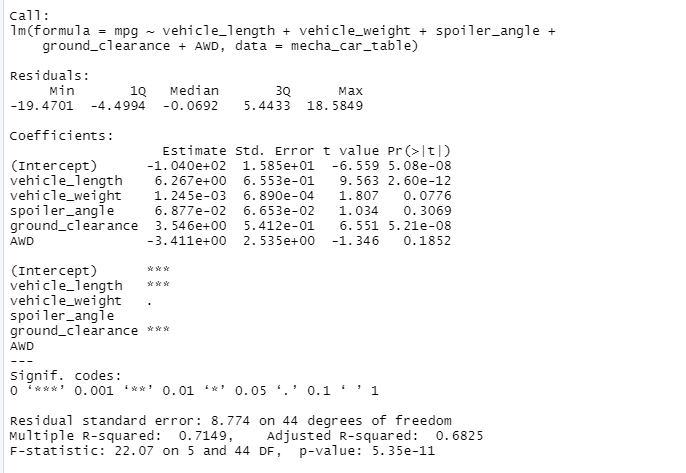 Call:
lm(formula = mpg ~ vehicle_length + vehicle_weight + spoiler_angle +
    ground_clearance + AWD, data = mecha_car_table)

Residuals:
     Min       1Q   Median       3Q      Max
-19.4701  -4.4994  -0.0692   5.4433  18.5849

Coefficients:
                   Estimate Std. Error t value Pr(>|t|)
(Intercept)      -1.040e+02  1.585e+01  -6.559 5.08e-08
vehicle_length    6.267e+00  6.553e-01   9.563 2.60e-12
vehicle_weight    1.245e-03  6.890e-04   1.807   0.0776
spoiler_angle     6.877e-02  6.653e-02   1.034   0.3069
ground_clearance  3.546e+00  5.412e-01   6.551 5.21e-08
AWD              -3.411e+00  2.535e+00  -1.346   0.1852

(Intercept)      ***
vehicle_length   ***
vehicle_weight   .
spoiler_angle
ground_clearance ***
AWD
---
Signif. codes:
0 ‘***’ 0.001 ‘**’ 0.01 ‘*’ 0.05 ‘.’ 0.1 ‘ ’ 1

Residual standard error: 8.774 on 44 degrees of freedom
Multiple R-squared:  0.7149,    Adjusted R-squared:  0.6825
F-statistic: 22.07 on 5 and 44 DF,  p-value: 5.35e-11